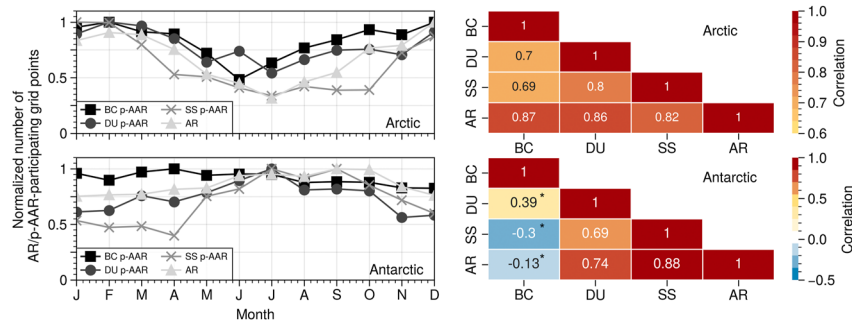 Normalized number of
AR/p-AAR-participating grid points
1
0.5
0
BC p-AAR
SS p-AAR
DU p-AAR
AR
Arctic
1
0.5
0
BC p-AAR
SS p-AAR
DU p-AAR
AR
Antarctic
J F M A M J J A S O N D
Month
BC
1
Arctic
DU
0.7 1
SS
0.69 0.8 1
AR
0.87 0.86 0.82 1
BC DU SS AR
1.0
0.9
0.8
0.7
0.6
Correlation
BC
1
Antarctic
DU
0.39 * 1
SS
-0.3 * 0.69 1
AR
-0.13 * 0.74 0.88 1
BC DU SS AR
1.0
0.5
0.0
−0.5
Correlation